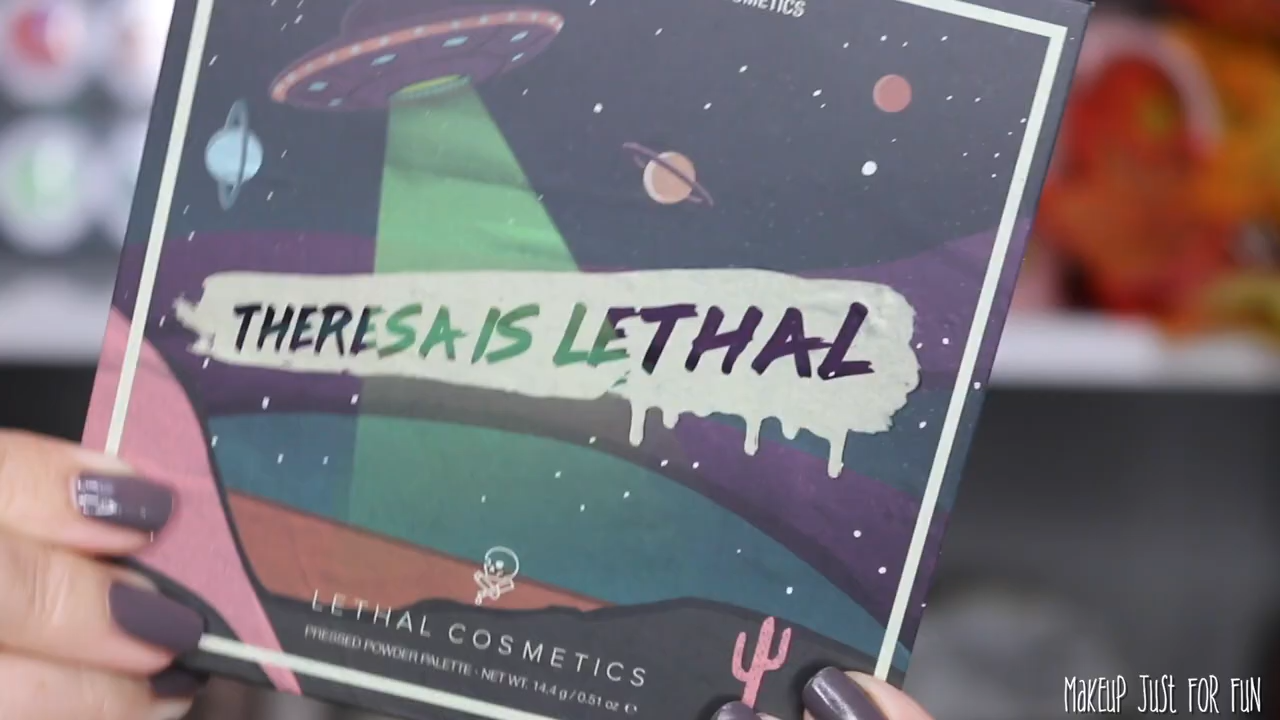 THERESA IS LETHAL
LETHAL COSMETICS
PRESSED POWDER PALETTE · NET WT. 14.4 g / 0.51 oz ℮
MAKEUP JUST FOR FUN